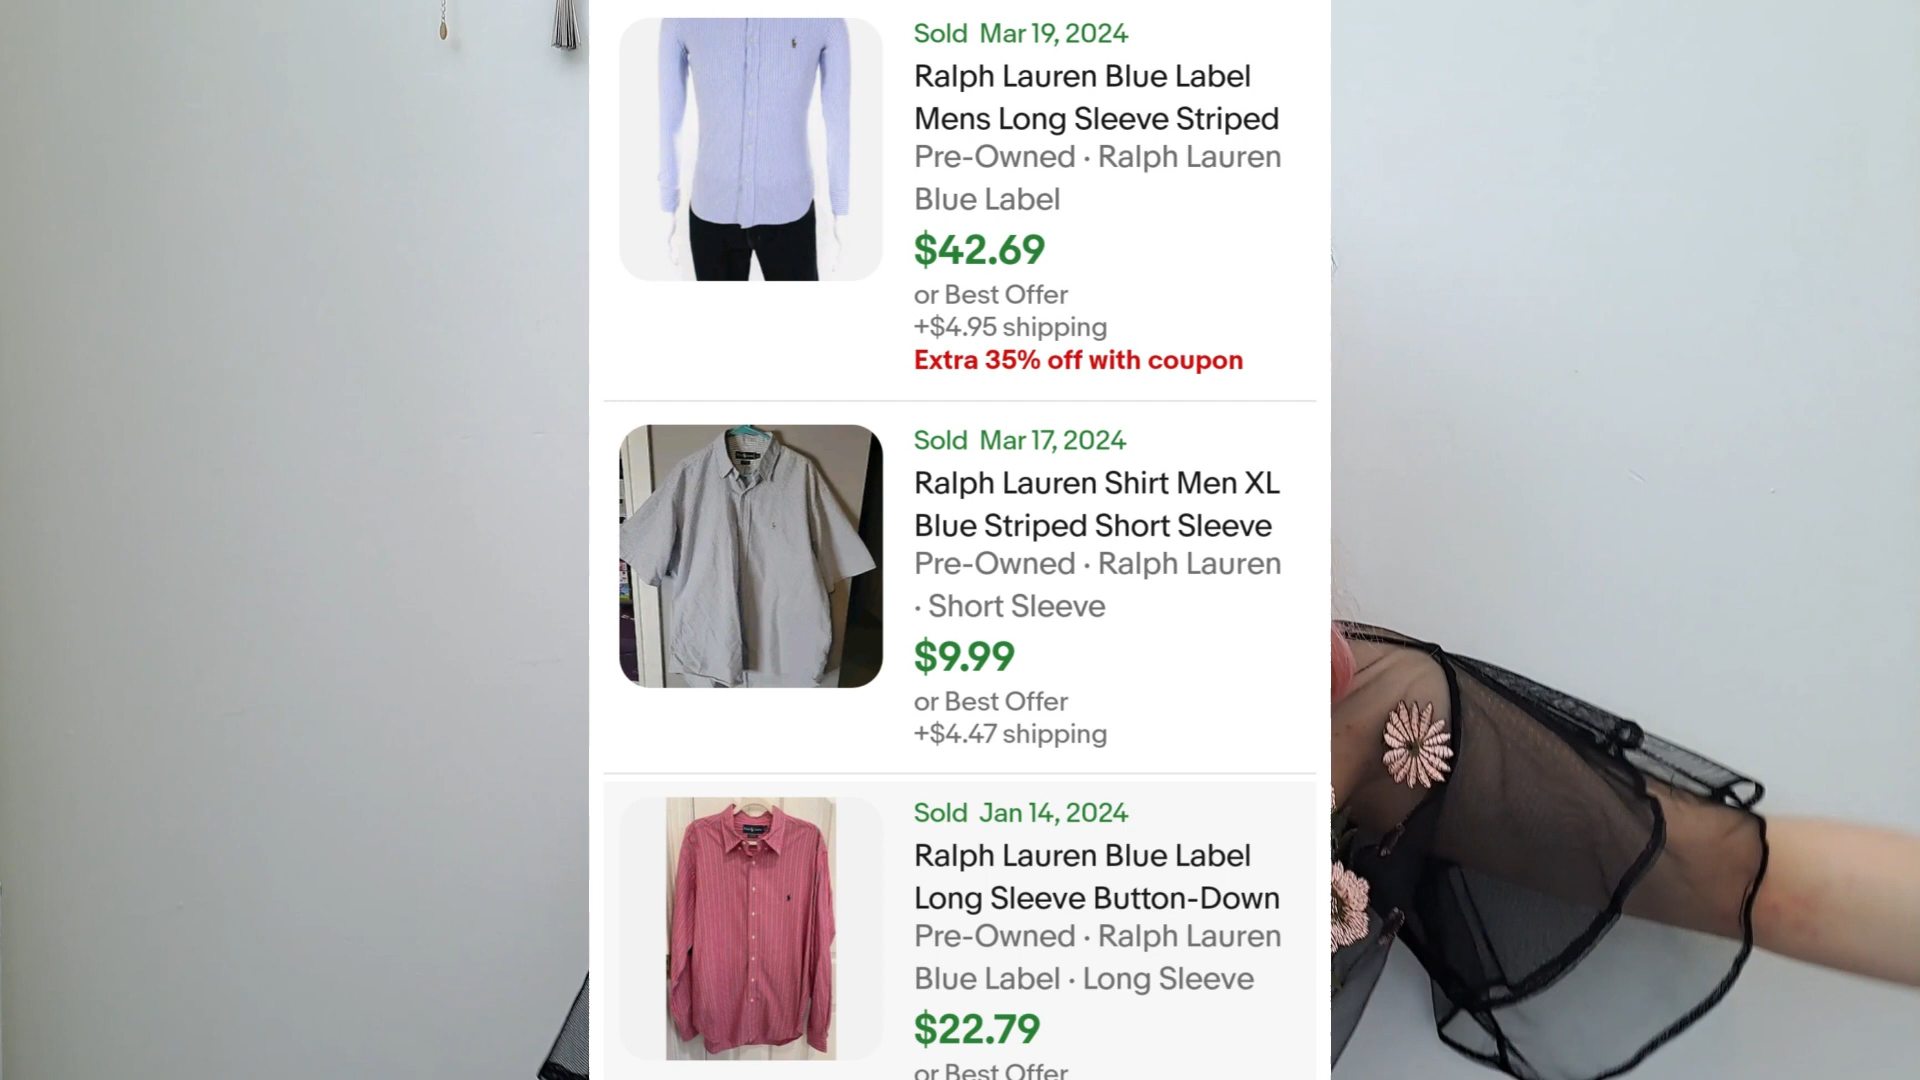 Sold Mar 19, 2024
Ralph Lauren Blue Label
Mens Long Sleeve Striped
Pre-Owned · Ralph Lauren
Blue Label
$42.69
or Best Offer
+$4.95 shipping
Extra 35% off with coupon
Sold Mar 17, 2024
Ralph Lauren Shirt Men XL
Blue Striped Short Sleeve
Pre-Owned · Ralph Lauren
· Short Sleeve
$9.99
or Best Offer
+$4.47 shipping
Sold Jan 14, 2024
Ralph Lauren Blue Label
Long Sleeve Button-Down
Pre-Owned · Ralph Lauren
Blue Label · Long Sleeve
$22.79
or Best Offer